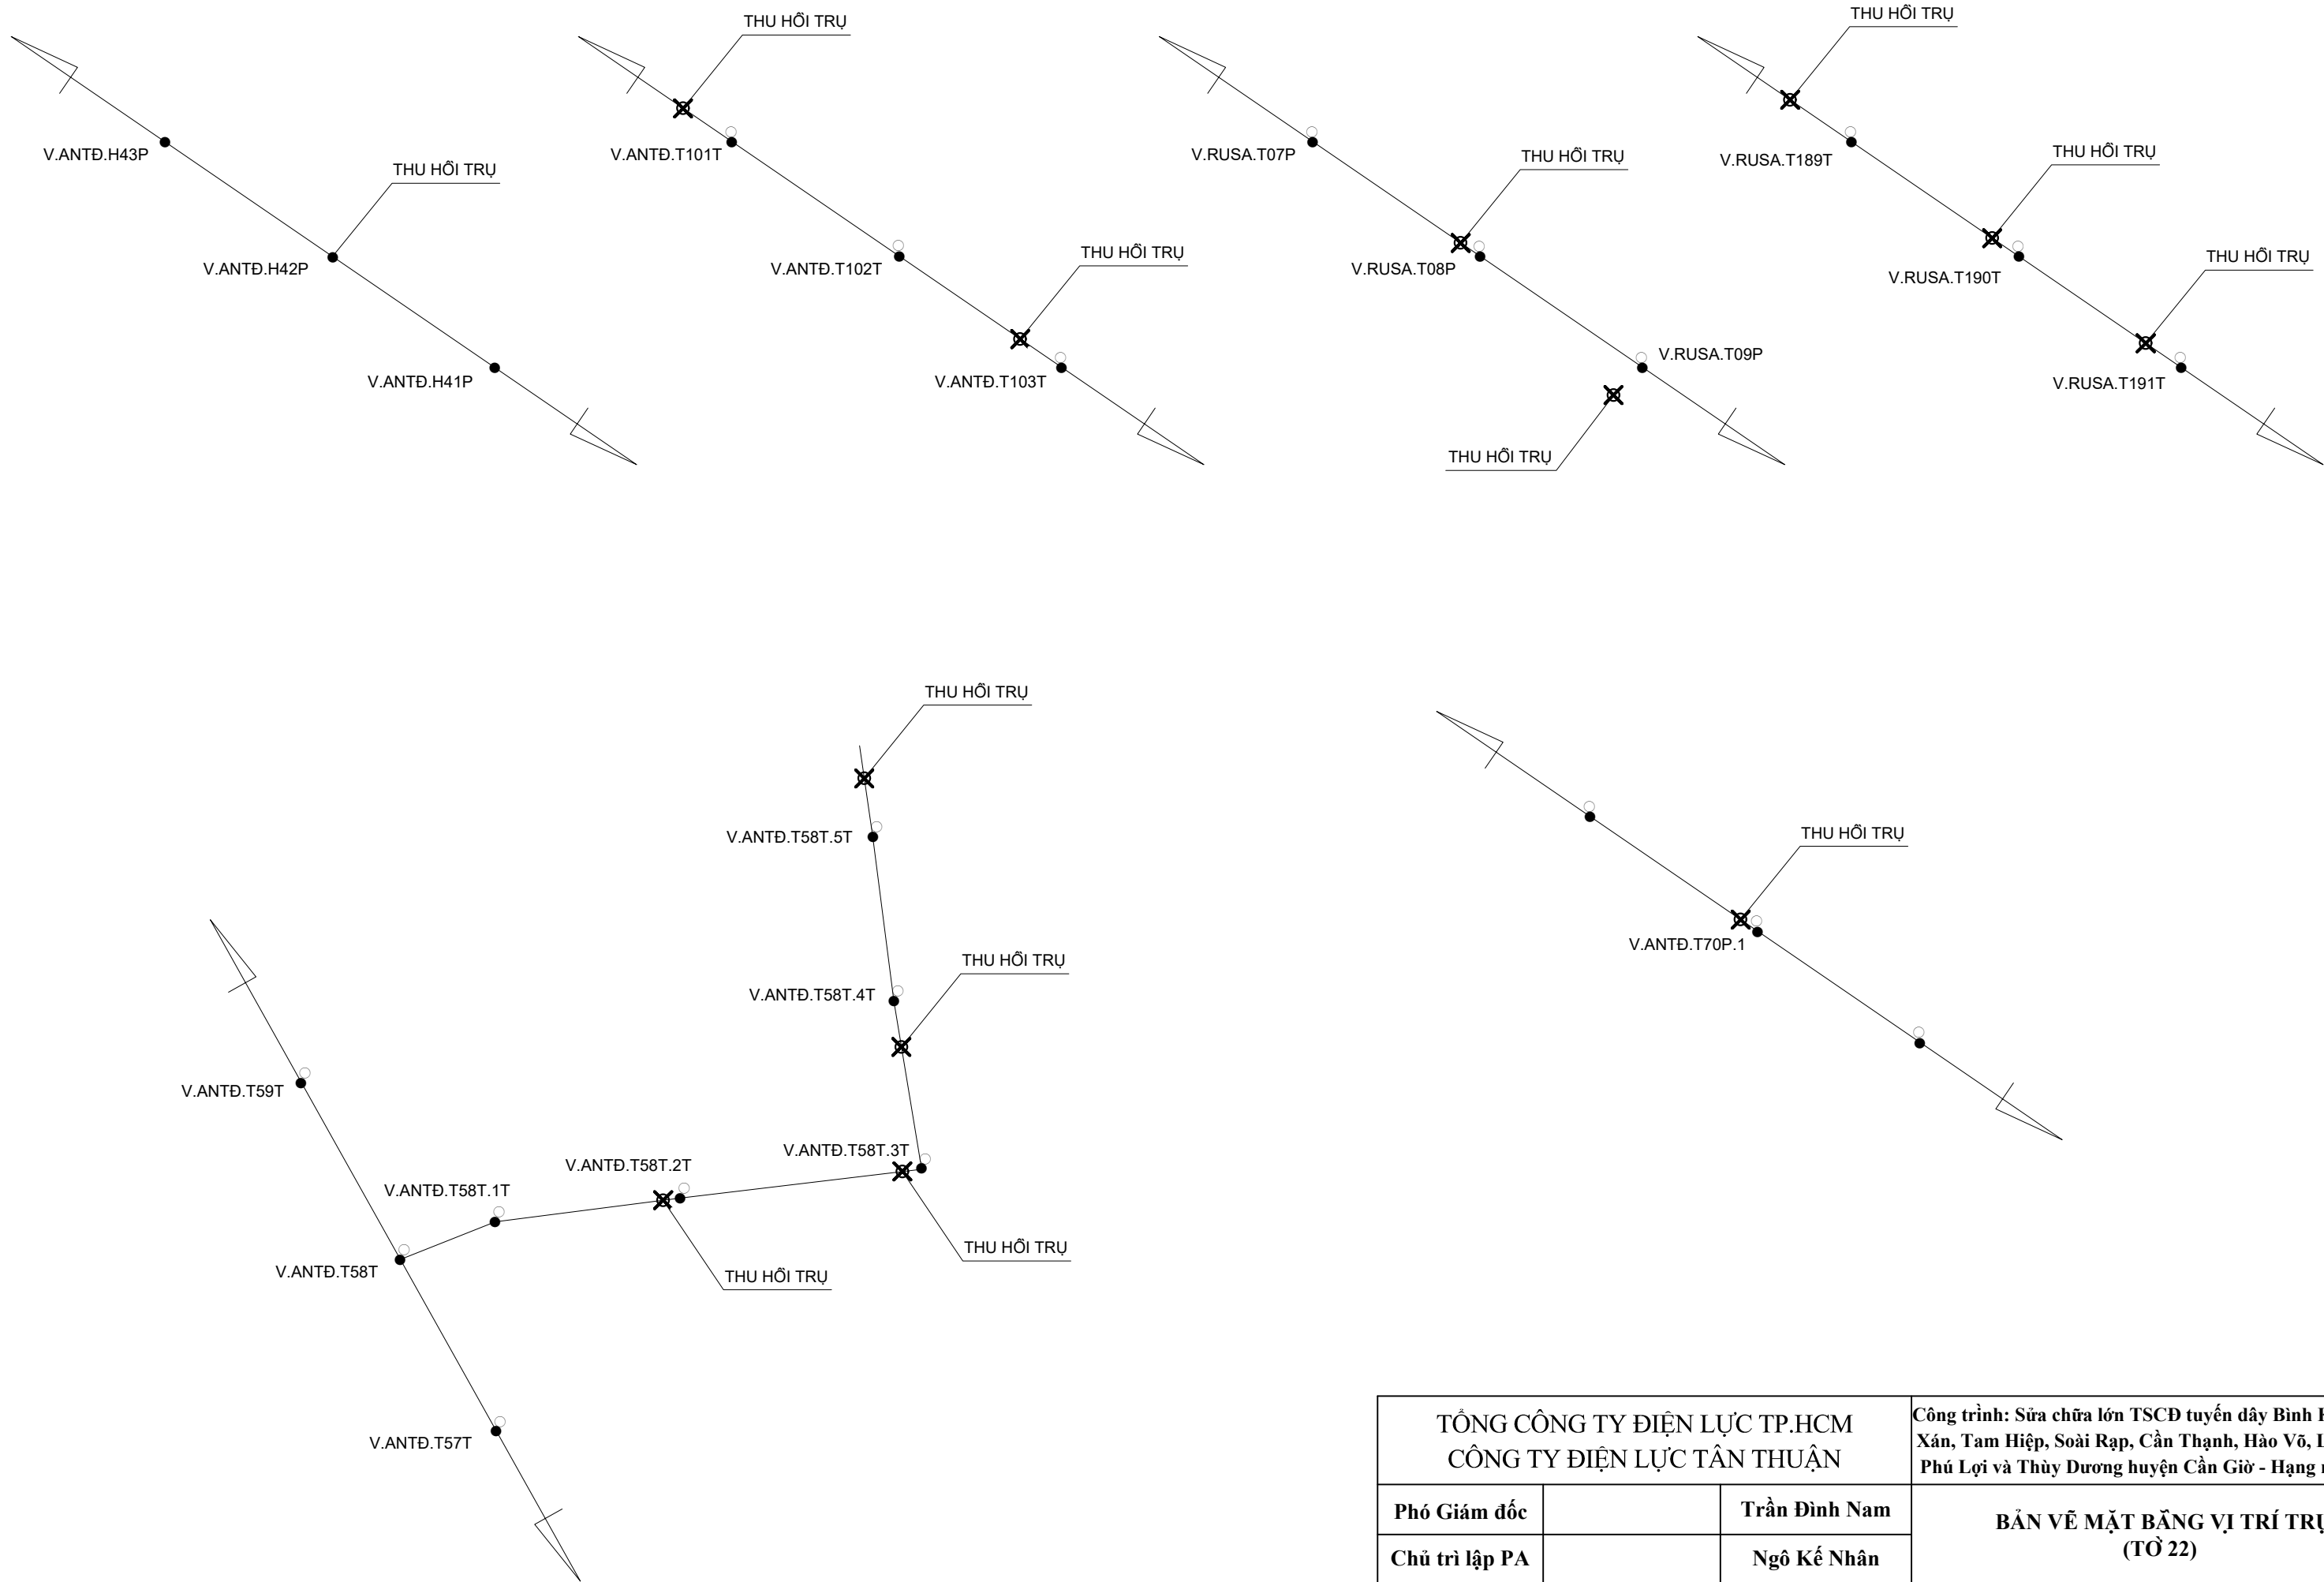 THU HỒI TRỤ
V.ANTĐ.H43P
THU HỒI TRỤ
V.ANTĐ.H42P
V.ANTĐ.H41P
V.ANTĐ.T101T
V.ANTĐ.T102T
THU HỒI TRỤ
V.ANTĐ.T103T
V.RUSA.T07P
THU HỒI TRỤ
V.RUSA.T08P
V.RUSA.T09P
THU HỒI TRỤ
THU HỒI TRỤ
V.RUSA.T189T
THU HỒI TRỤ
V.RUSA.T190T
THU HỒI TRỤ
V.RUSA.T191T
THU HỒI TRỤ
V.ANTĐ.T58T.5T
THU HỒI TRỤ
V.ANTĐ.T58T.4T
V.ANTĐ.T59T
V.ANTĐ.T58T.3T
V.ANTĐ.T58T.2T
V.ANTĐ.T58T.1T
THU HỒI TRỤ
V.ANTĐ.T58T
THU HỒI TRỤ
V.ANTĐ.T57T
THU HỒI TRỤ
V.ANTĐ.T70P.1
TỔNG CÔNG TY ĐIỆN LỰC TP.HCM
CÔNG TY ĐIỆN LỰC TÂN THUẬN
Công trình: Sửa chữa lớn TSCĐ tuyến dây Bình
Xán, Tam Hiệp, Soài Rạp, Cần Thạnh, Hào Võ,
Phú Lợi và Thùy Dương huyện Cần Giờ - Hạng
Phó Giám đốc
Trần Đình Nam
Chủ trì lập PA
Ngô Kế Nhân
BẢN VẼ MẶT BẰNG VỊ TRÍ TRỤ
(TỜ 22)